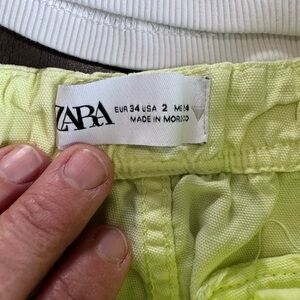 ZARA
EUR 34 USA 2 MEX 24
MADE IN MOROCCO